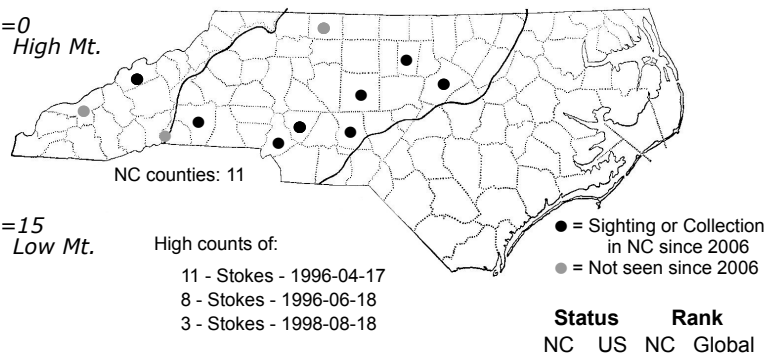 =0
High Mt.
NC counties: 11
=15
Low Mt.
High counts of:
11 - Stokes - 1996-04-17
8 - Stokes - 1996-06-18
3 - Stokes - 1998-08-18
= Sighting or Collection
in NC since 2006
= Not seen since 2006
Status Rank
NC US NC Global